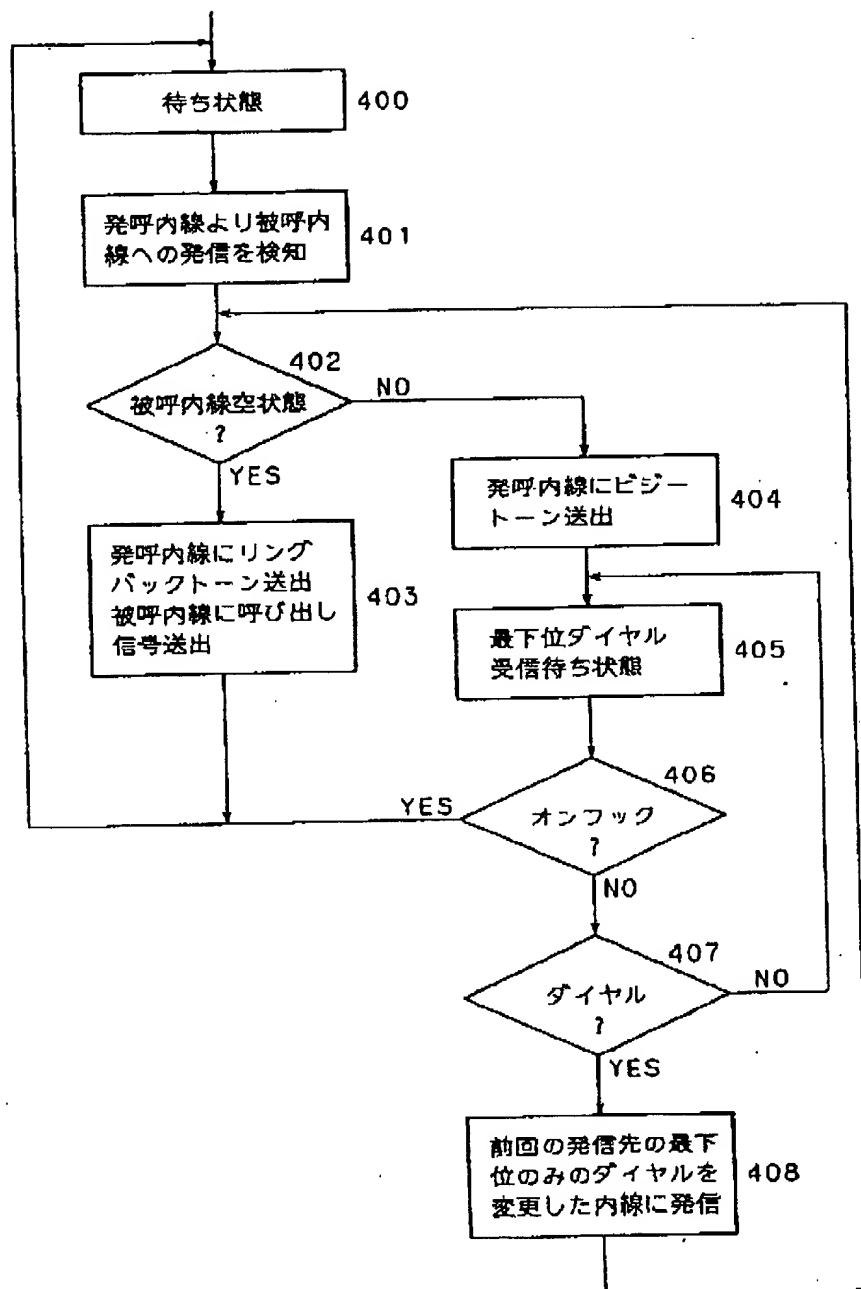 待ち状態
400
発呼内線より被呼内
線への発信を検知
401
402
被呼内線空状態
?
NO
YES
発呼内線にビジー
トーン送出
404
発呼内線にリング
バックトーン送出
被呼内線に呼び出し
信号送出
403
最下位ダイヤル
受信待ち状態
405
406
YES
オンフック
?
NO
407
ダイヤル
?
NO
YES
前回の発信先の最下
位のみのダイヤルを
変更した内線に発信
408